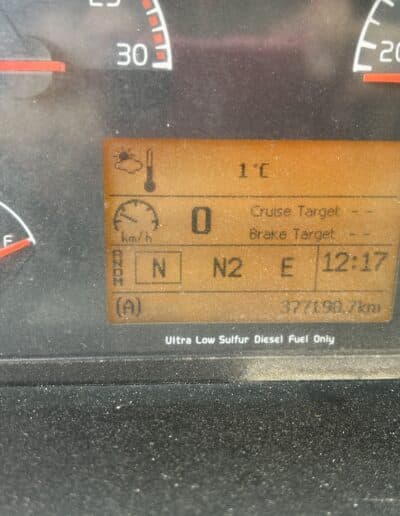 30
20
1°C
0 Cruise Target --
km/h Brake Target --
R
N
D
M
N N2 E 12:17
(A) 377190.7km
F
Ultra Low Sulfur Diesel Fuel Only